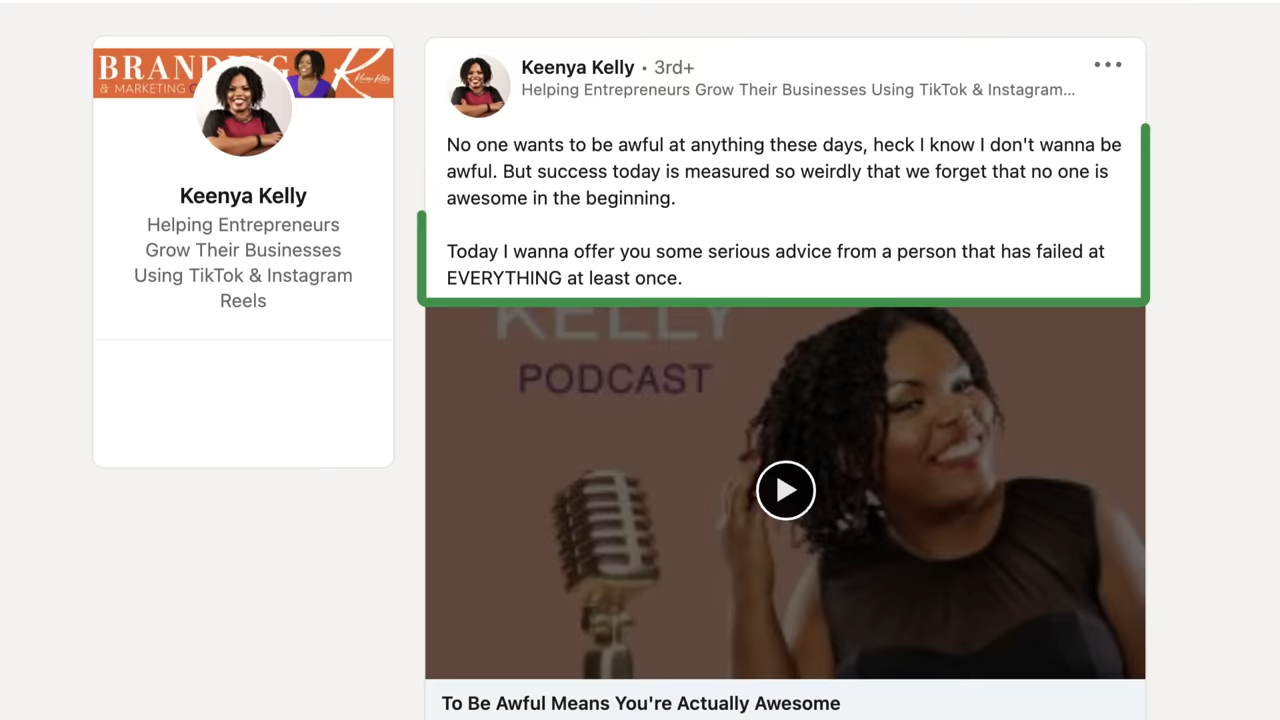 BRANDING
& MARKETING
Keenya Kelly
Helping Entrepreneurs
Grow Their Businesses
Using TikTok & Instagram
Reels
Keenya Kelly • 3rd+
Helping Entrepreneurs Grow Their Businesses Using TikTok & Instagram...
No one wants to be awful at anything these days, heck I know I don't wanna be
awful. But success today is measured so weirdly that we forget that no one is
awesome in the beginning.
Today I wanna offer you some serious advice from a person that has failed at
EVERYTHING at least once.
KELLY
PODCAST
To Be Awful Means You're Actually Awesome